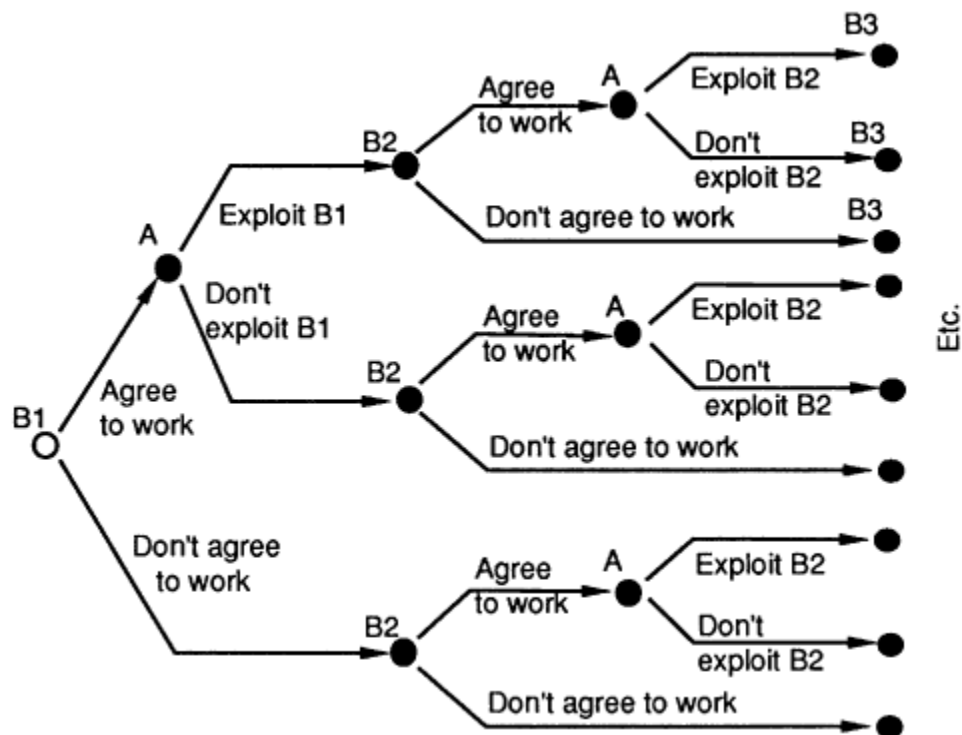 B3
A
Exploit B2
Agree
to work
B2
Don't
exploit B2
B3
Exploit B1
Don't agree to work
B3
A
Don't
exploit B1
A
Exploit B2
Agree
to work
Etc.
B2
Don't
exploit B2
Agree
to work
B1
Don't agree to work
Don't agree
to work
A
Exploit B2
Agree
to work
B2
Don't
exploit B2
Don't agree to work